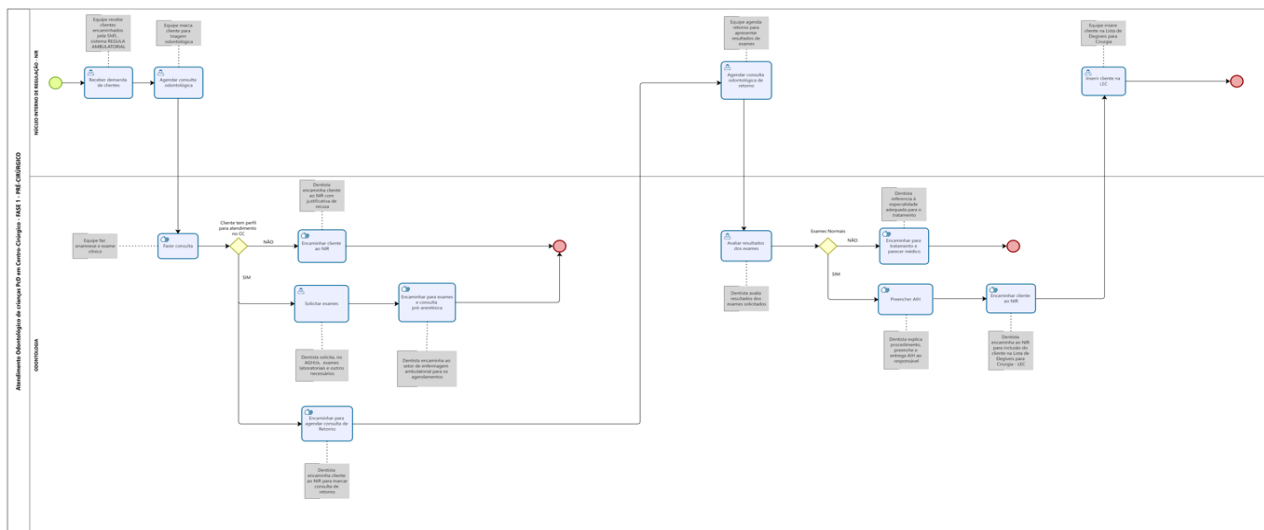 Atendimento Odontológico de crianças PcD em Centro-Cirúrgico - FASE 1 - PRÉ-CIRÚRGICO
NÚCLEO INTERNO DE REGULAÇÃO - NIR
Equipe recebe
clientes
encaminhados
pela SMS,
sistema REGULA
AMBULATORIAL
Equipe marca
cliente para
triagem
odontológica
Receber demanda
de clientes
Agendar consulta
odontológica
Equipe agenda
retorno para
apresentar
resultados de
exames
Agendar consulta
odontológica de
retorno
Equipe insere
cliente na Lista de
Elegíveis para
Cirurgia
Inserir cliente na
LEC
ODONTOLOGIA
Equipe faz
anamnese e exame
clínico
Fazer consulta
Cliente tem perfil
para atendimento
no CC
NÃO
SIM
Dentista
encaminha cliente
ao NIR com
justificativa de
recusa
Encaminhar cliente
ao NIR
Solicitar exames
Encaminhar para exames
e consulta
pré-anestésica
Dentista solicita, no
exames
laboratoriais e outros
necessários
Dentista encaminha ao
setor de enfermagem
ambulatorial para os
agendamentos
Encaminhar para
agendar consulta de
Retorno
Dentista
encaminha cliente
ao NIR para marcar
consulta de
retorno
Avaliar resultados
dos exames
Dentista avalia
resultados dos
exames solicitados
Exames Normais
NÃO
SIM
Dentista
referencia à
especialidade
adequada para o
tratamento
Encaminhar para
tratamento e
parecer médico
Preencher AIH
Encaminhar cliente
ao NIR
Dentista explica
procedimento,
preenche e
entrega AIH ao
responsável
Dentista
encaminha ao NIR
para inclusão do
cliente na Lista de
Elegíveis para
Cirurgia - LEC